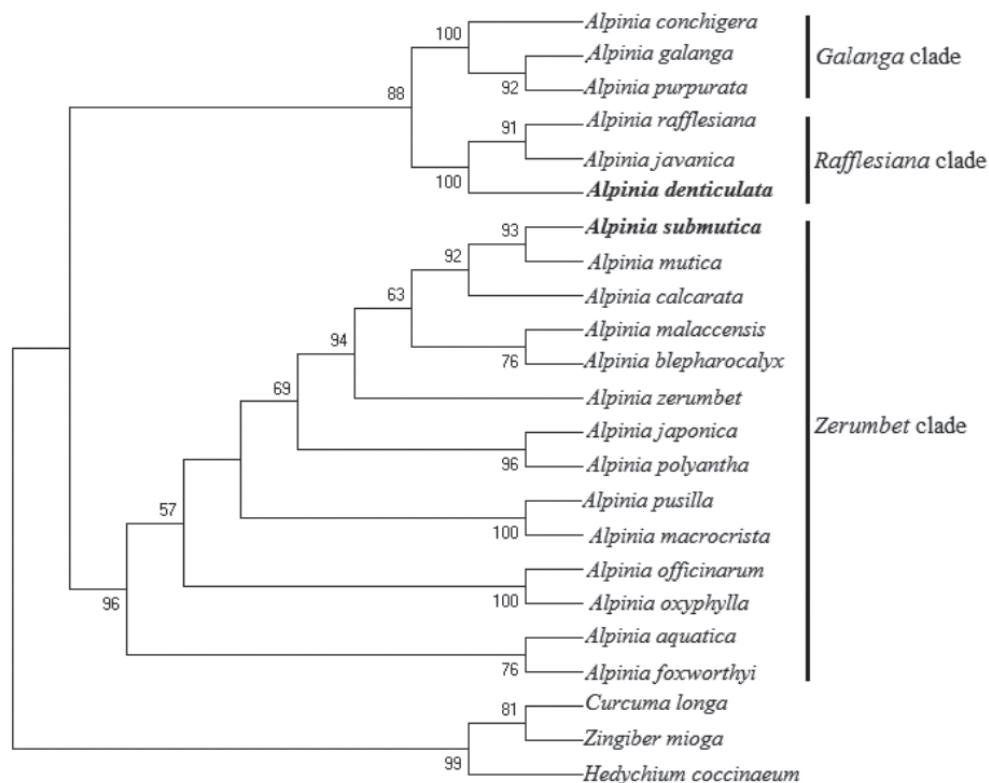 100
Alpinia conchigera
Alpinia galanga
92
Alpinia purpurata
Galanga clade
88
91
Alpinia rafflesiana
Alpinia javanica
100
Alpinia denticulata
Rafflesiana clade
93
Alpinia submutica
92
Alpinia mutica
63
Alpinia calcarata
94
Alpinia malaccensis
76
Alpinia blepharocalyx
69
Alpinia zerumbet
Alpinia japonica
96
Alpinia polyantha
Zerumbet clade
57
Alpinia pusilla
100
Alpinia macrocrista
Alpinia officinarum
100
Alpinia oxyphylla
96
Alpinia aquatica
76
Alpinia foxworthyi
81
Curcuma longa
Zingiber mioga
99
Hedychium coccinaeum